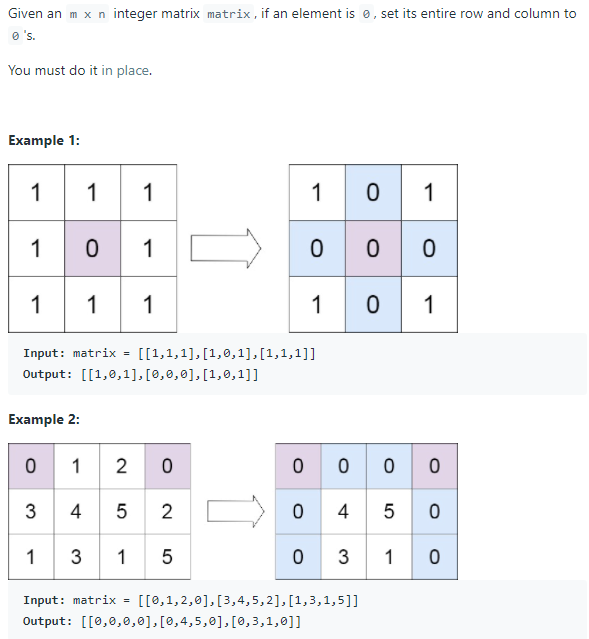 Given an m x n integer matrix matrix, if an element is 0, set its entire row and column to
0's.
You must do it in place.
Example 1:
1 1 1 1 0 1
1 0 1 0 0 0
1 1 1 1 0 1
Input: matrix = [[1,1,1],[1,0,1],[1,1,1]]
Output: [[1,0,1],[0,0,0],[1,0,1]]
Example 2:
0 1 2 0 0 0 0 0
3 4 5 2 0 4 5 0
1 3 1 5 0 3 1 0
Input: matrix = [[0,1,2,0],[3,4,5,2],[1,3,1,5]]
Output: [[0,0,0,0],[0,4,5,0],[0,3,1,0]]